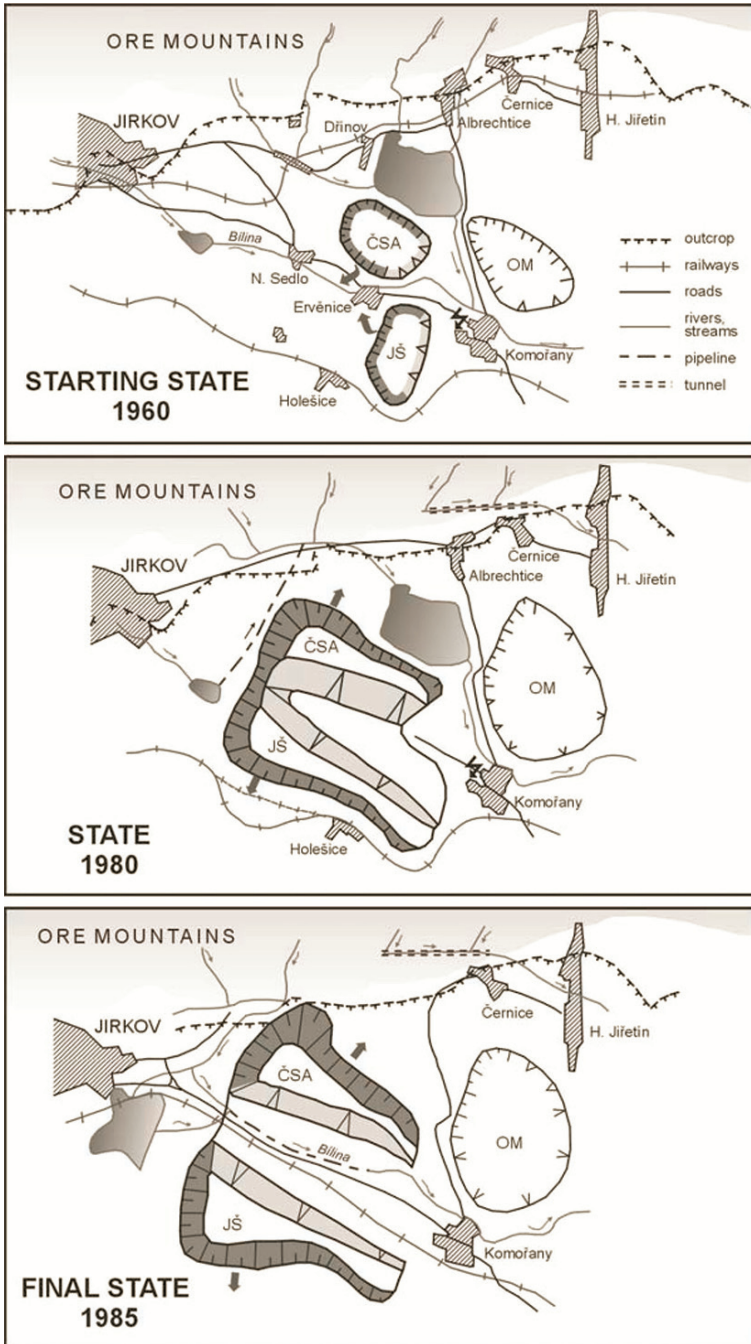 ORE MOUNTAINS
JIRKOV
Dřínov
Albrechtice
Černice
H. Jiřetín
Bílina
ČSA
OM
N. Sedlo
Ervěnice
JŠ
Komořany
Holešice
STARTING STATE
1960
outcrop
railways
roads
rivers,
streams
pipeline
tunnel
ORE MOUNTAINS
JIRKOV
Černice
Albrechtice
H. Jiřetín
ČSA
OM
JŠ
Komořany
Holešice
STATE
1980
ORE MOUNTAINS
JIRKOV
Černice
H. Jiřetín
ČSA
OM
Bílina
JŠ
Komořany
FINAL STATE
1985